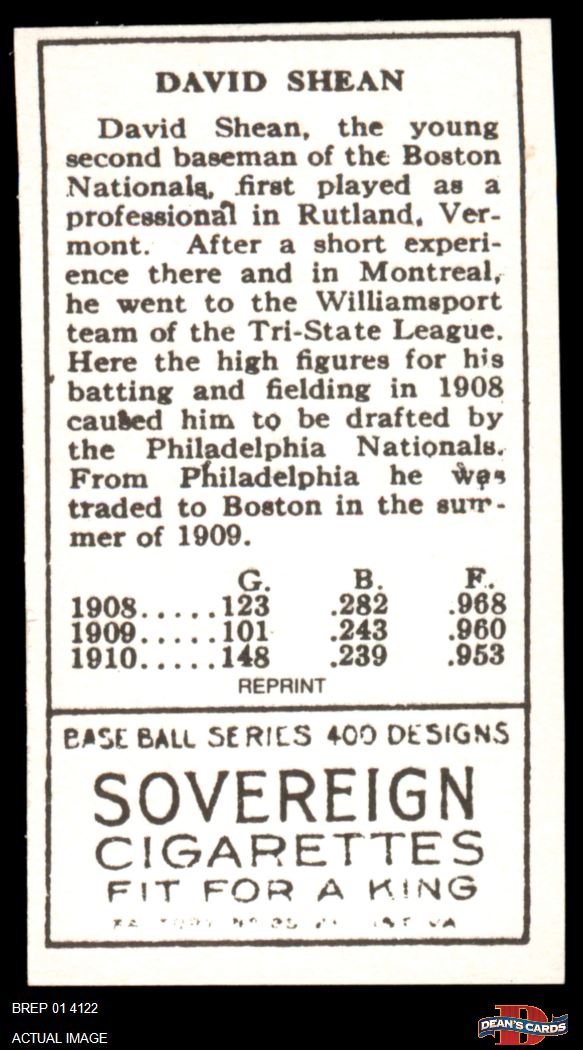 DAVID SHEAN
David Shean, the young
second baseman of the Boston
Nationals, first played as a
professional in Rutland, Ver-
mont. After a short experi-
ence there and in Montreal,
he went to the Williamsport
team of the Tri-State League.
Here the high figures for his
batting and fielding in 1908
caused him to be drafted by
the Philadelphia Nationals.
From Philadelphia he was
traded to Boston in the sum-
mer of 1909.
G. B. F.
1908.....123 .282 .968
1909.....101 .243 .960
1910.....148 .239 .953
REPRINT
BASE BALL SERIES 400 DESIGNS
SOVEREIGN
CIGARETTES
FIT FOR A KING
FACTORY No 25 VA
BREP 01 4122
ACTUAL IMAGE
D
DEAN'S CARDS